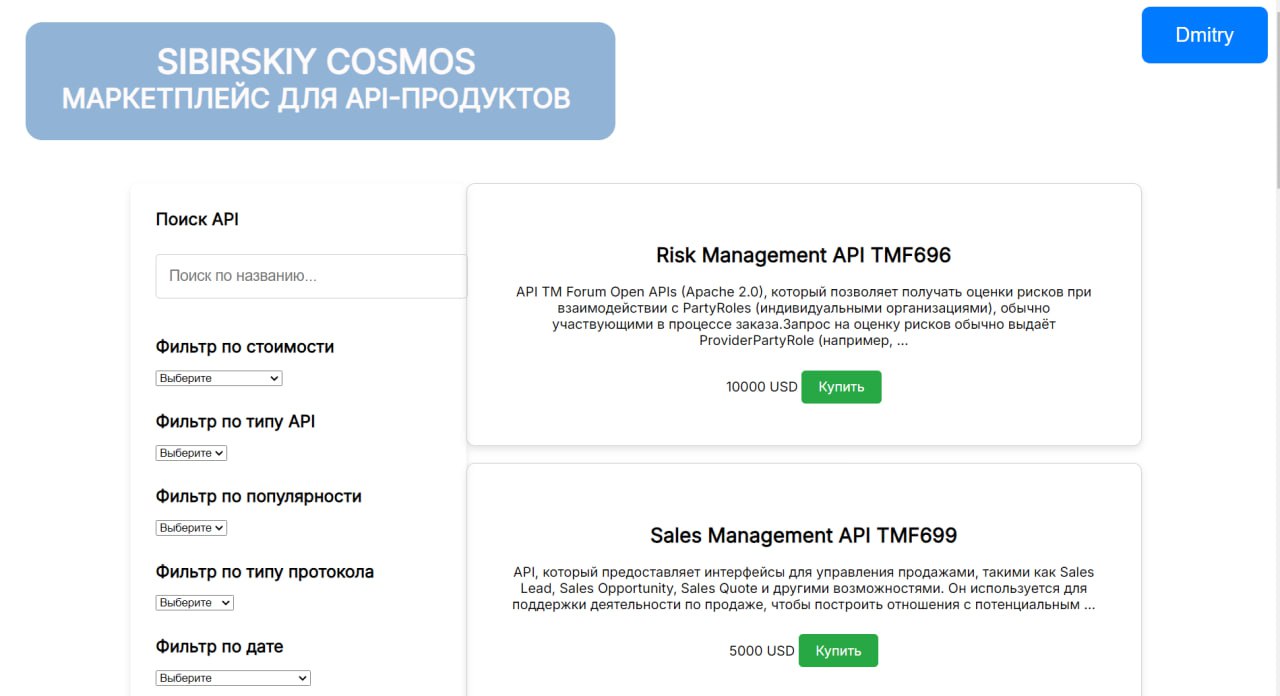 SIBIRSKIY COSMOS
МАРКЕТПЛЕЙС ДЛЯ API-ПРОДУКТОВ
Dmitry
Поиск API
Поиск по названию...
Фильтр по стоимости
Выберите
Фильтр по типу API
Выберите
Фильтр по популярности
Выберите
Фильтр по типу протокола
Выберите
Фильтр по дате
Выберите
Risk Management API TMF696
API TM Forum Open APIs (Apache 2.0), который позволяет получать оценки рисков при
взаимодействии с PartyRoles (индивидуальными организациями), обычно
участвующими в процессе заказа.Запрос на оценку рисков обычно выдаёт
ProviderPartyRole (например, ...
10000 USD Купить
Sales Management API TMF699
API, который предоставляет интерфейсы для управления продажами, такими как Sales
Lead, Sales Opportunity, Sales Quote и другими возможностями. Он используется для
поддержки деятельности по продаже, чтобы построить отношения с потенциальным ...
5000 USD Купить